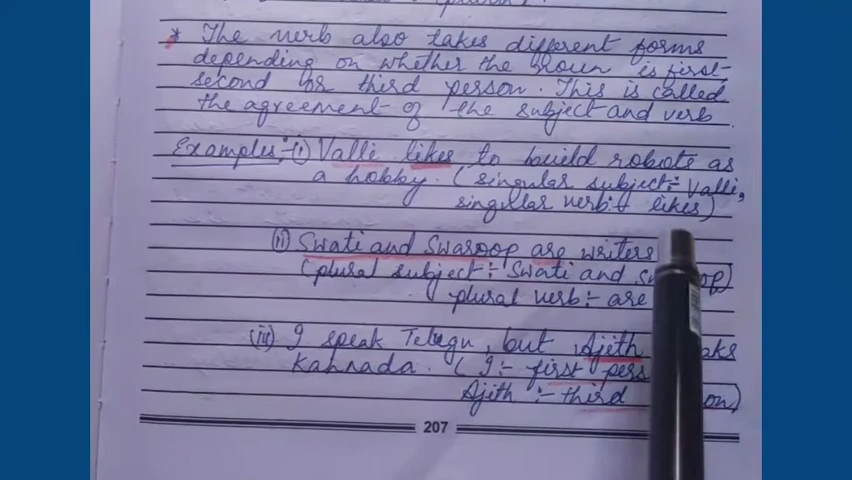 * The verb also takes different forms
depending on whether the noun is first-
second or third person. This is called
the agreement of the subject and verb.
Examples:- (i) Valli likes to build robots as
a hobby. (singular subject:- Valli,
singular verb:- likes)
(ii) Swati and Swaroop are writers
(plural subject:- Swati and
plural verb:- are
(iii) I speak Telegu, but Ajith
Kannada. (I:- first
Ajith :- third
207